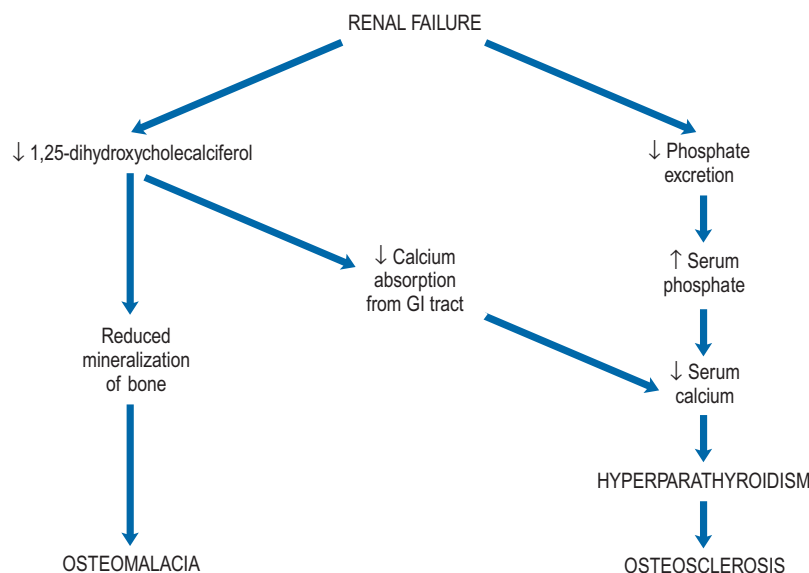 RENAL FAILURE
↓ 1,25-dihydroxycholecalciferol
↓ Phosphate
excretion
↓ Calcium
absorption
from GI tract
↑ Serum
phosphate
Reduced
mineralization
of bone
↓ Serum
calcium
HYPERPARATHYROIDISM
OSTEOMALACIA
OSTEOSCLEROSIS